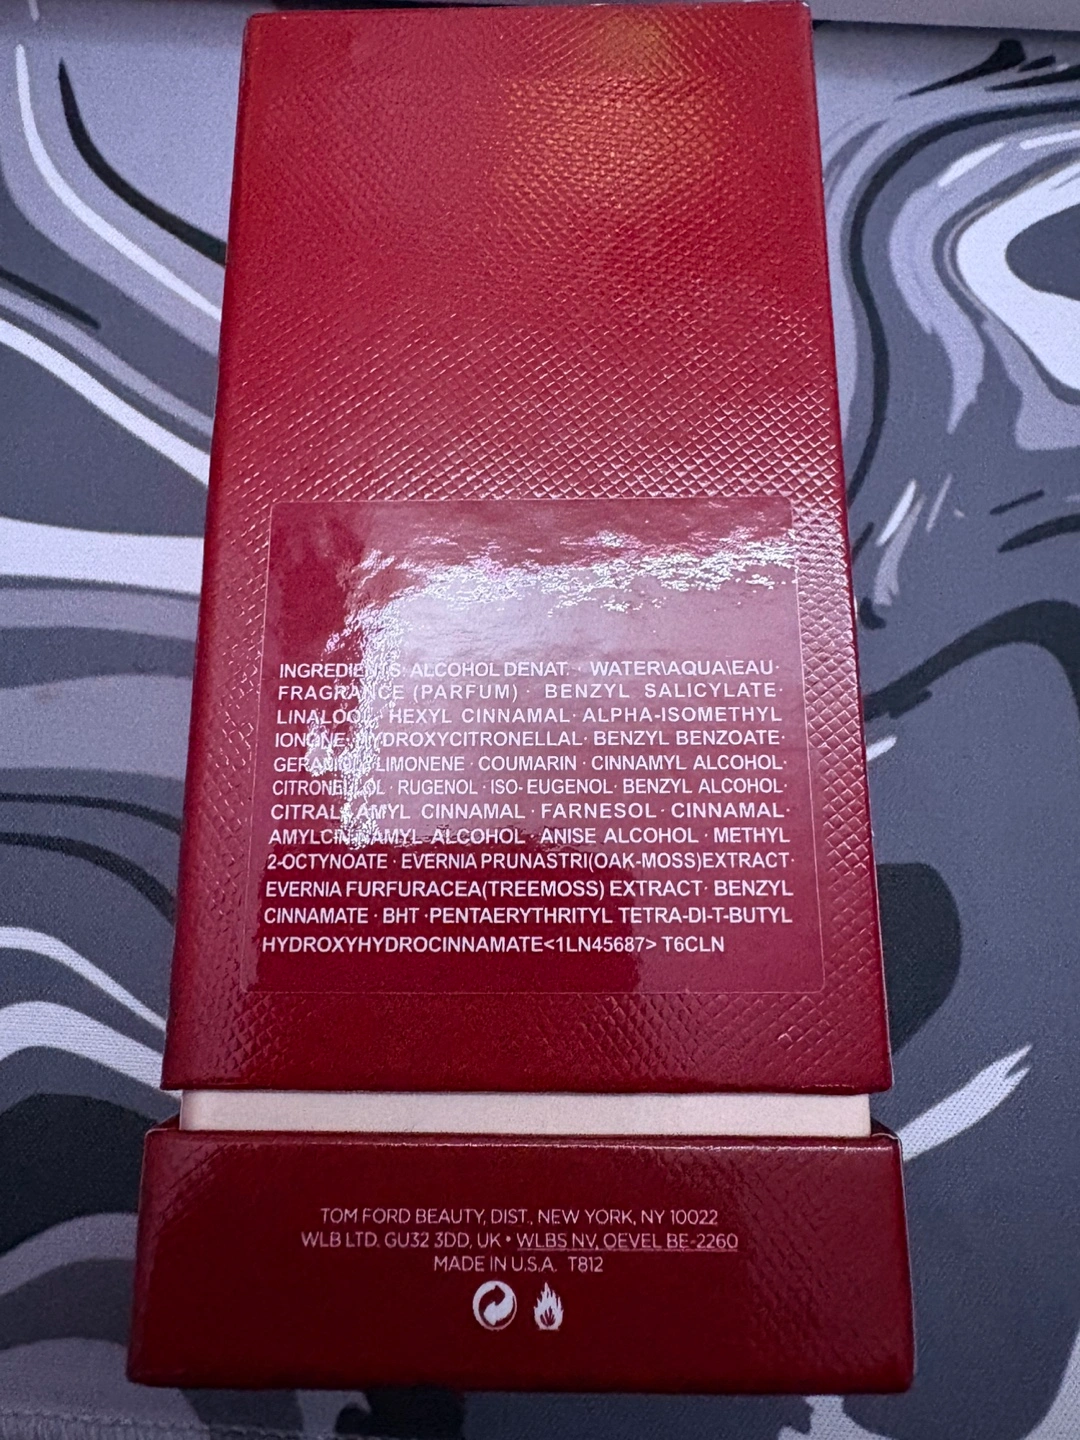 INGREDIENTS: ALCOHOL DENAT. · WATER\AQUA\EAU·
FRAGRANCE (PARFUM) · BENZYL SALICYLATE·
LINALOOL· HEXYL CINNAMAL· ALPHA-ISOMETHYL
IONONE· HYDROXYCITRONELLAL· BENZYL BENZOATE·
GERANIOL· LIMONENE · COUMARIN · CINNAMYL ALCOHOL·
CITRONELLOL · RUGENOL · ISO-EUGENOL· BENZYL ALCOHOL·
CITRAL· AMYL CINNAMAL · FARNESOL · CINNAMAL·
AMYLCINNAMYL ALCOHOL· ANISE ALCOHOL · METHYL
2-OCTYNOATE · EVERNIA PRUNASTRI(OAK-MOSS)EXTRACT·
EVERNIA FURFURACEA(TREEMOSS) EXTRACT· BENZYL
CINNAMATE · BHT ·PENTAERYTHRITYL TETRA-DI-T-BUTYL
HYDROXYHYDROCINNAMATE<1LN45687> T6CLN
TOM FORD BEAUTY, DIST., NEW YORK, NY 10022
WLB LTD. GU32 3DD, UK • WLBS NV, OEVEL BE-2260
MADE IN U.S.A. T812